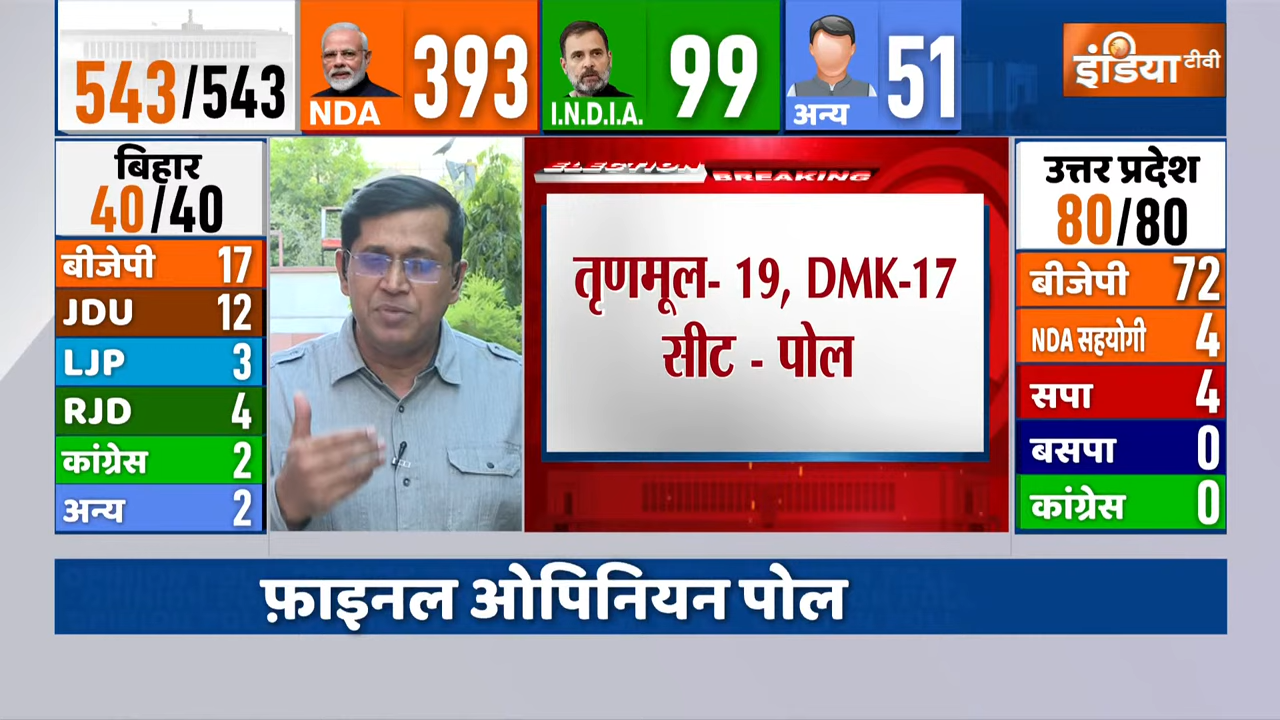 543/543
NDA
393
I.N.D.I.A.
99
अन्य
51
इंडिया टीवी
बिहार
40/40
बीजेपी 17
JDU 12
LJP 3
RJD 4
कांग्रेस 2
अन्य 2
ELECTION BREAKING
तृणमूल- 19, DMK-17
सीट - पोल
उत्तर प्रदेश
80/80
बीजेपी 72
NDA सहयोगी 4
सपा 4
बसपा 0
कांग्रेस 0
फ़ाइनल ओपिनियन पोल